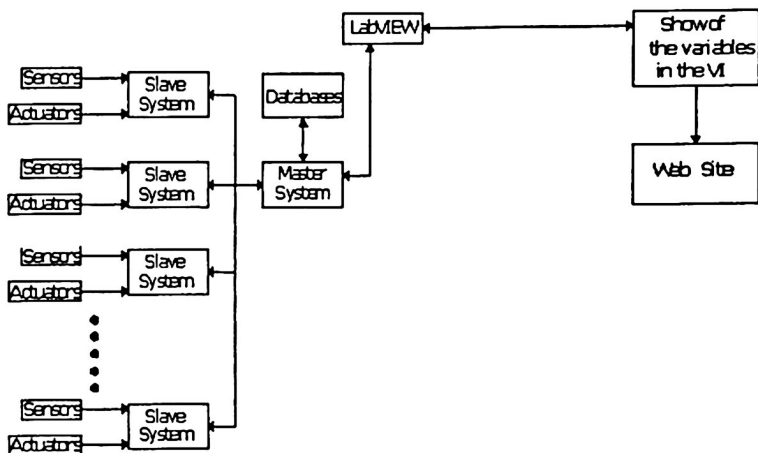 LabVIEW
Show of
the variables
in the VI
Sensors
Slave
System
Actuators
Databases
Sensors
Slave
System
Actuators
Master
System
Web Site
Sensors
Slave
System
Actuators
Sensors
Slave
System
Actuators